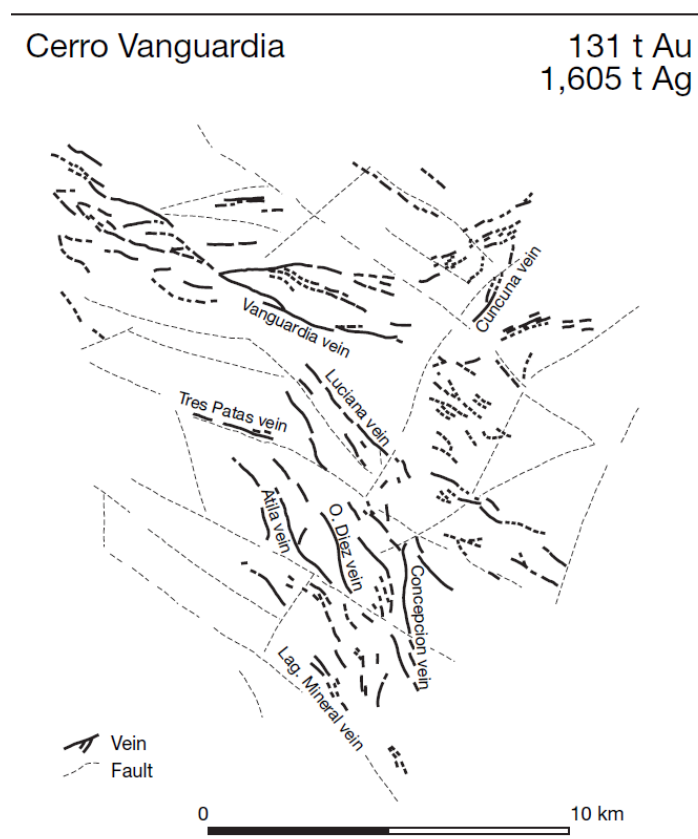 Cerro Vanguardia
131 t Au
1,605 t Ag
Cuncuna vein
Vanguardia vein
Luciana vein
Tres Patas vein
Atila vein
O. Diez vein
Concepcion vein
Lag. Mineral vein
Vein
Fault
0
10 km